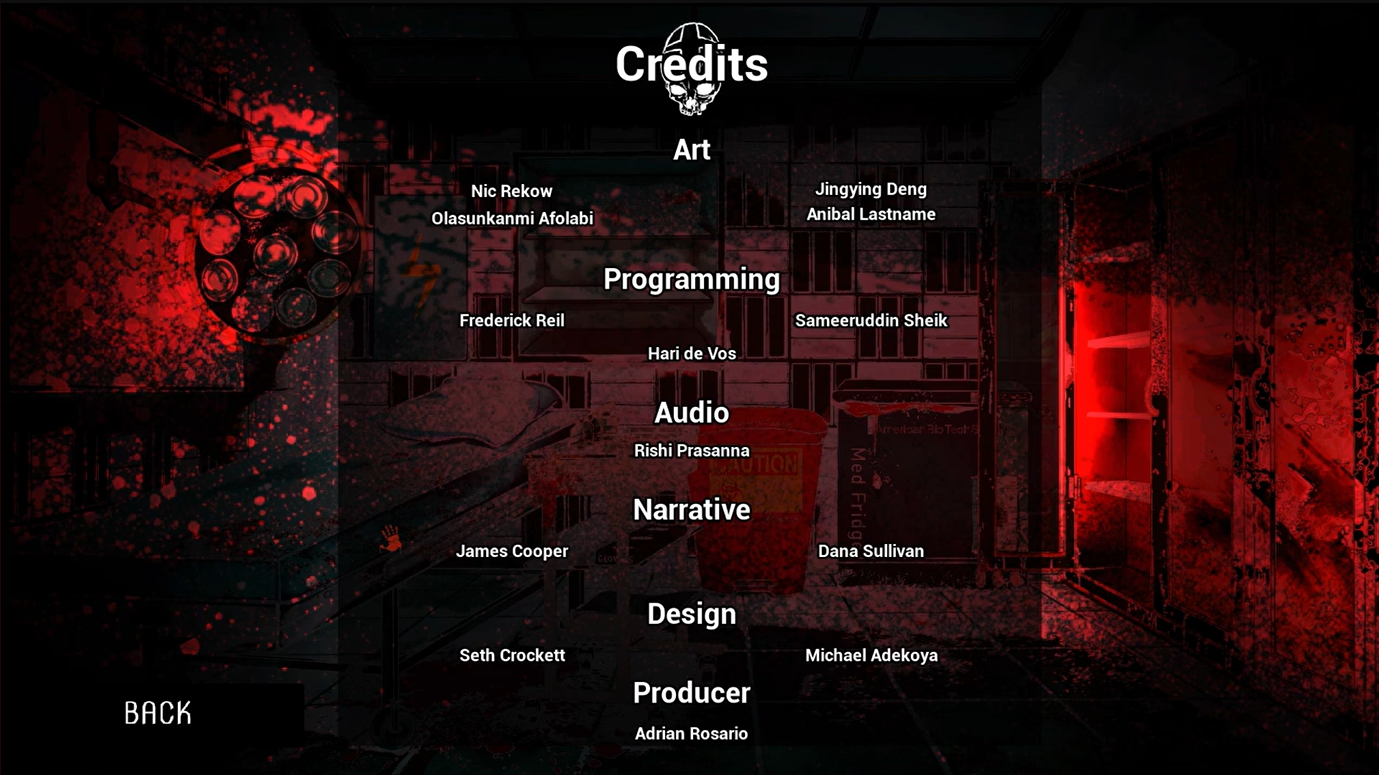 Credits
Art
Nic Rekow
Jingying Deng
Olasunkanmi Afolabi
Anibal Lastname
Programming
Frederick Reil
Sameeruddin Sheik
Hari de Vos
Audio
Rishi Prasanna
CAUTION
Med Fridge
Narrative
James Cooper
Dana Sullivan
Design
Seth Crockett
Michael Adekoya
Producer
BACK
Adrian Rosario